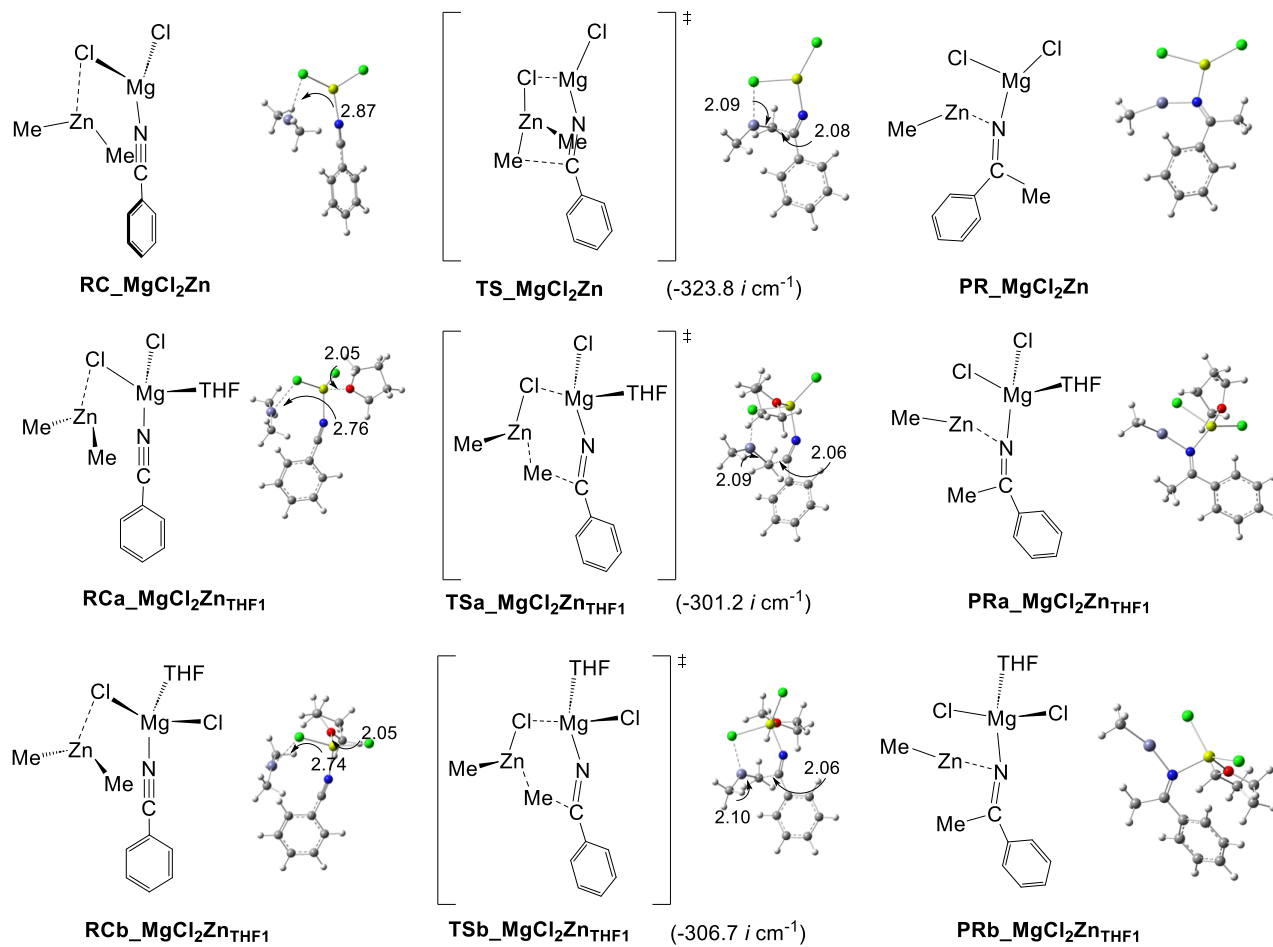 Cl
Cl
Mg
Zn
Me
Me
N
C
2.87
RC_MgCl2Zn
‡
Cl
Cl
Mg
Zn
N
Me
Me
C
2.09
2.08
TS_MgCl2Zn (-323.8 i cm-1)
Cl
Cl
Mg
Zn
Me
N
C
Me
PR_MgCl2Zn
Cl
Cl
Mg
THF
Zn
Me
Me
N
C
2.05
2.76
RCa_MgCl2ZnTHF1
‡
Cl
Cl
Mg
THF
Zn
Me
N
Me
C
2.06
2.09
TSa_MgCl2ZnTHF1 (-301.2 i cm-1)
Cl
Cl
Mg
THF
Me
Zn
N
Me
C
PRa_MgCl2ZnTHF1
THF
Cl
Mg
Cl
Me
Zn
Me
N
C
2.05
2.74
RCb_MgCl2ZnTHF1
‡
THF
Cl
Mg
Cl
Zn
Me
N
Me
C
2.06
2.10
TSb_MgCl2ZnTHF1 (-306.7 i cm-1)
THF
Cl
Mg
Cl
Me
Zn
N
Me
C
PRb_MgCl2ZnTHF1